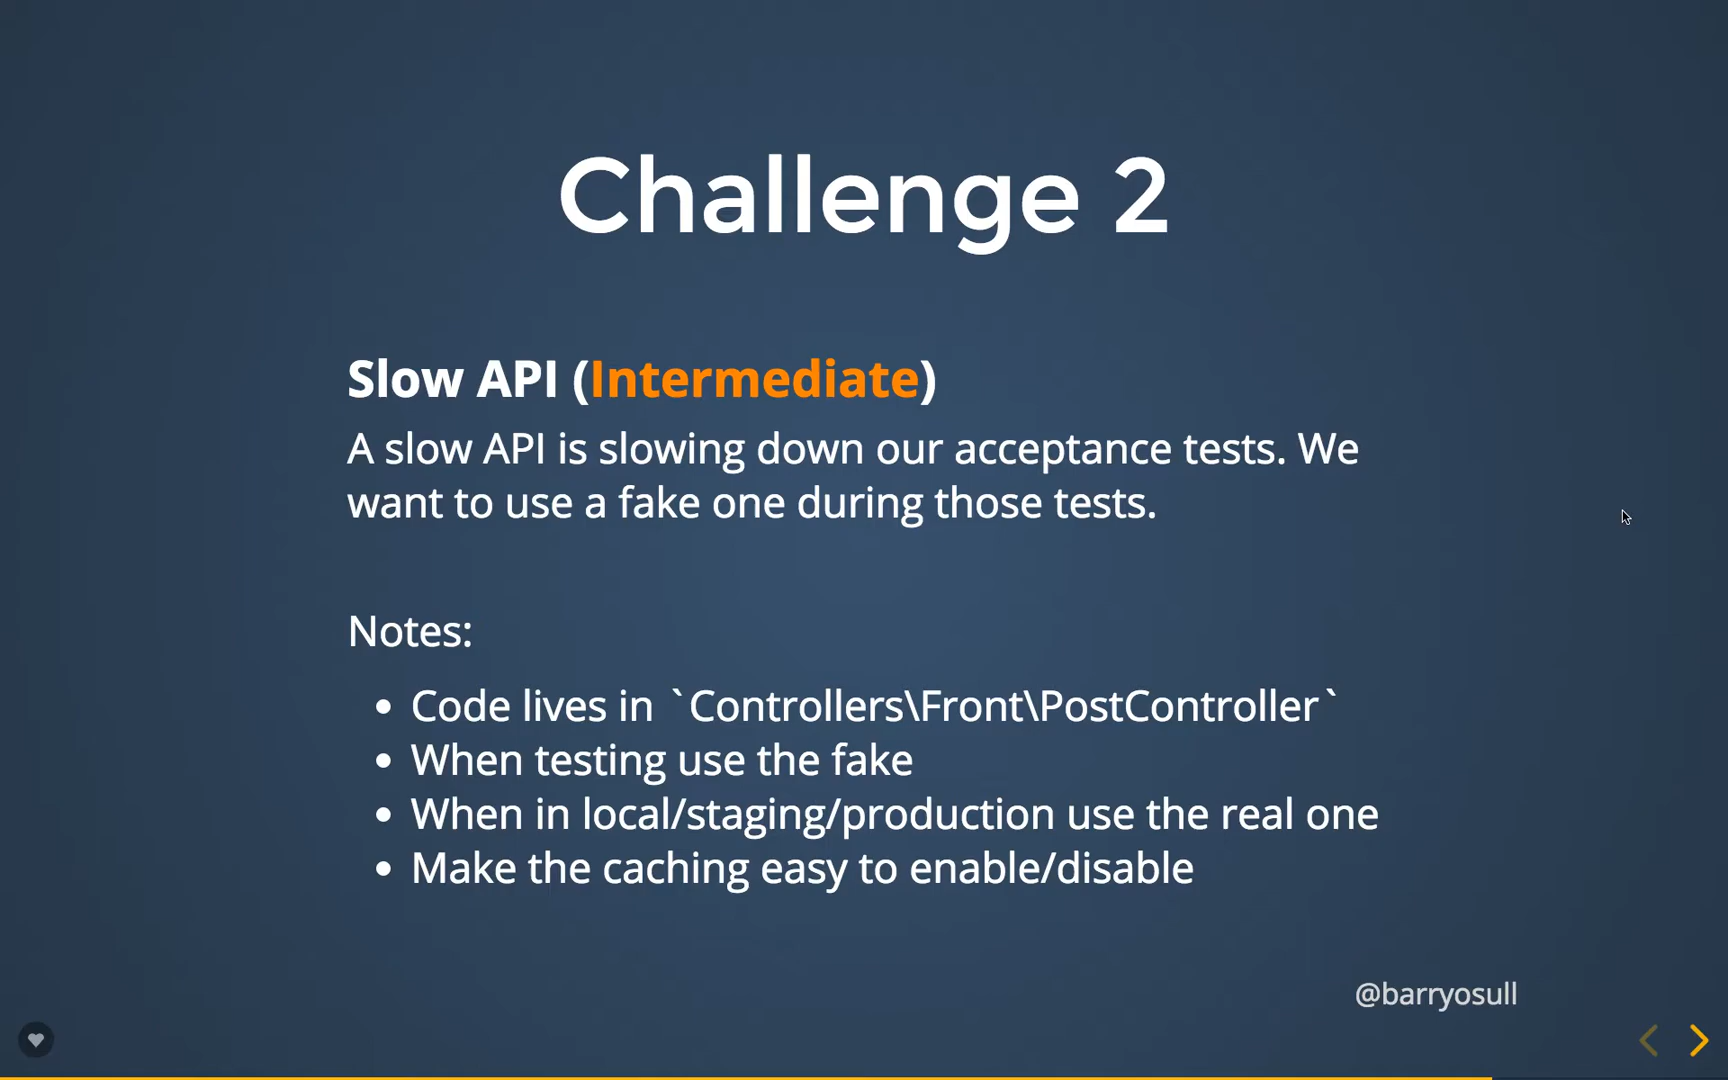 Challenge 2
Slow API (Intermediate)
A slow API is slowing down our acceptance tests. We
want to use a fake one during those tests.
Notes:
• Code lives in `Controllers\Front\PostController`
• When testing use the fake
• When in local/staging/production use the real one
• Make the caching easy to enable/disable
@barryosull